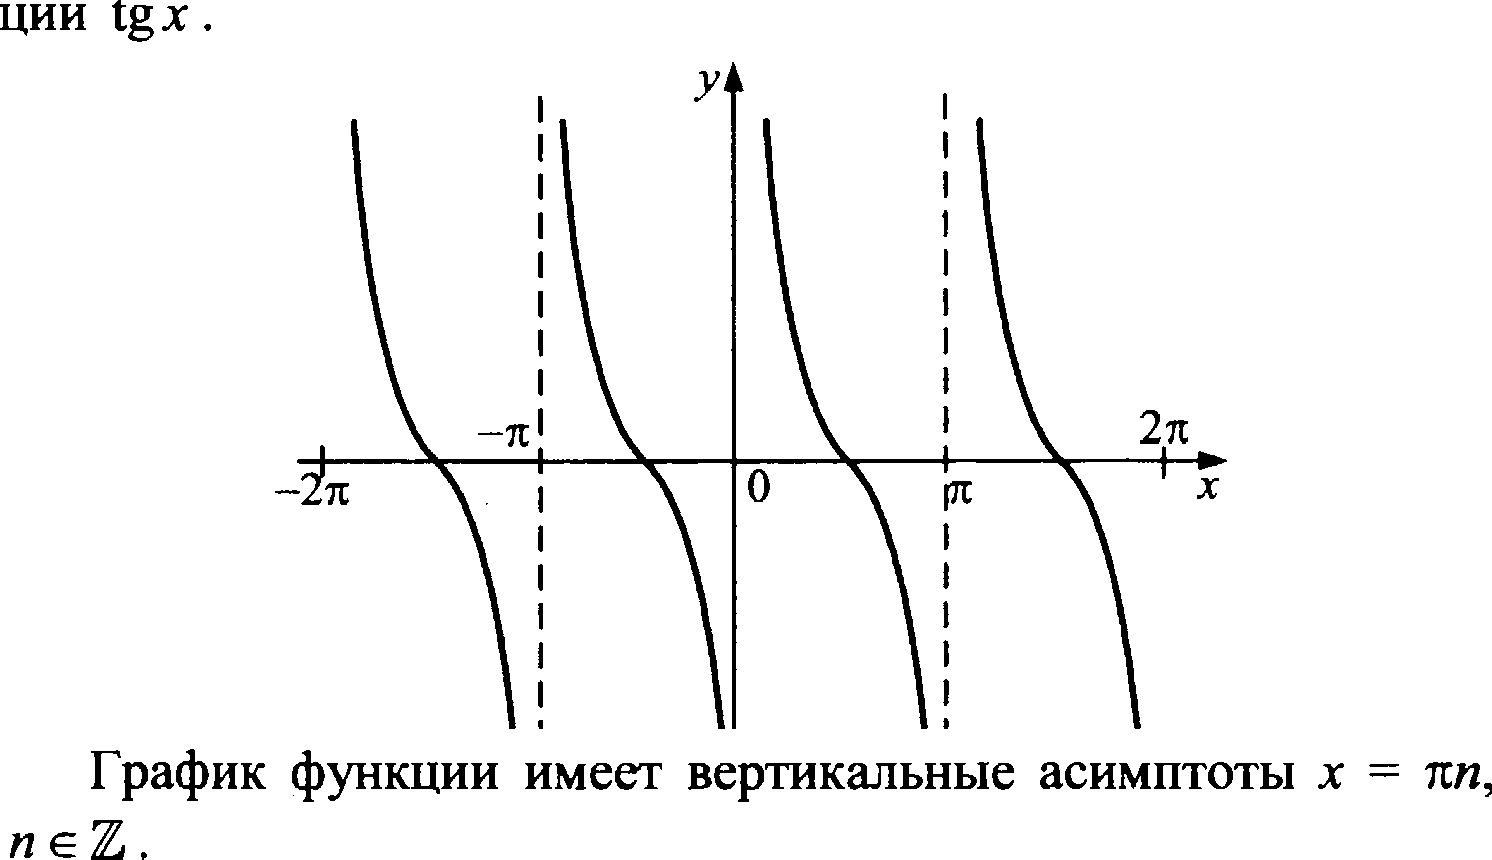 ции tg x .
y
−π
2π
−2π
0
π
x
График функции имеет вертикальные асимптоты x = πn,
n ∈ ℤ .